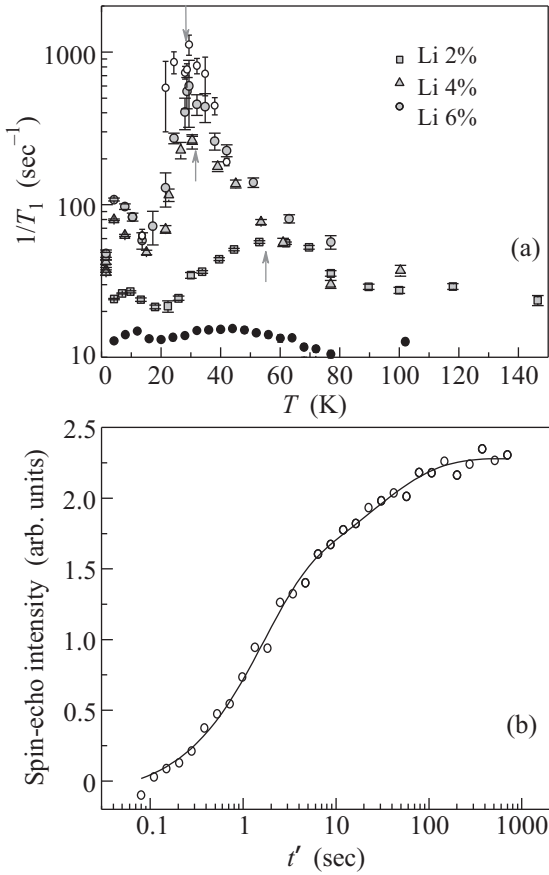 1000
100
10
1/T₁ (sec⁻¹)
Li 2%
Li 4%
Li 6%
(a)
0 20 40 60 80 100 120 140
T (K)
2.5
2.0
1.5
1.0
0.5
0
Spin-echo intensity (arb. units)
(b)
0.1 1 10 100 1000
t′ (sec)